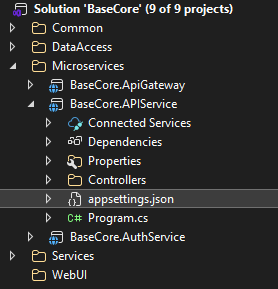 Solution 'BaseCore' (9 of 9 projects)
Common
DataAccess
Microservices
BaseCore.ApiGateway
BaseCore.APIService
Connected Services
Dependencies
Properties
Controllers
appsettings.json
C# Program.cs
BaseCore.AuthService
Services
WebUI